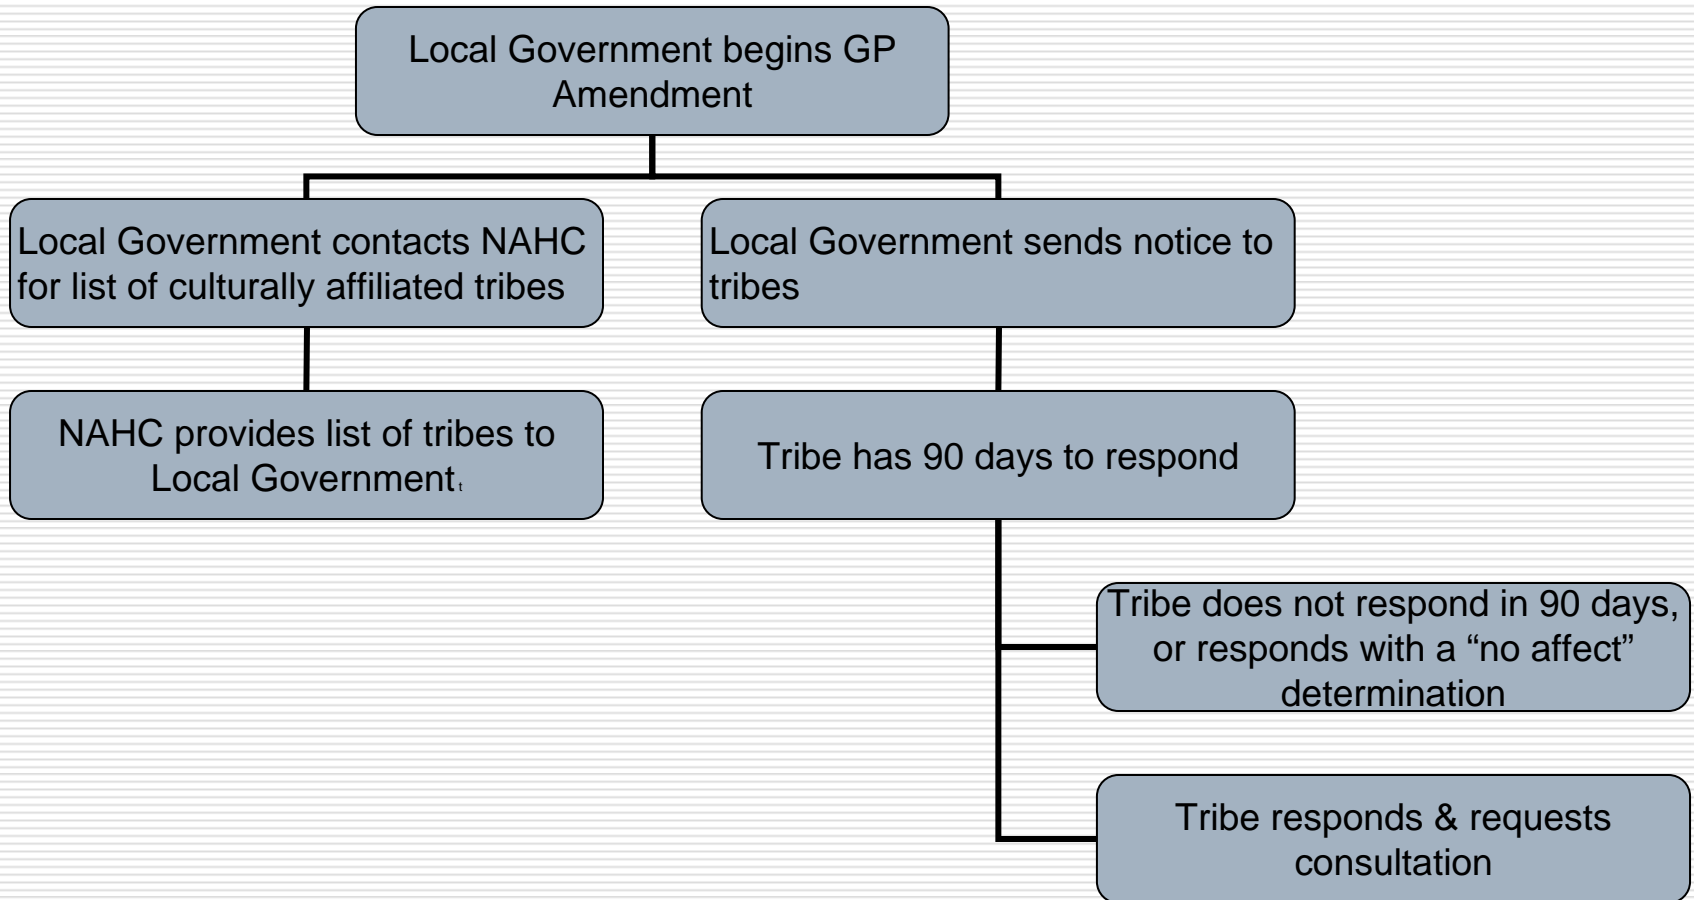 Local Government begins GP
Amendment
Local Government contacts NAHC
for list of culturally affiliated tribes
Local Government sends notice to
tribes
NAHC provides list of tribes to
Local Government t
Tribe has 90 days to respond
Tribe does not respond in 90 days,
or responds with a “no affect”
determination
Tribe responds & requests
consultation